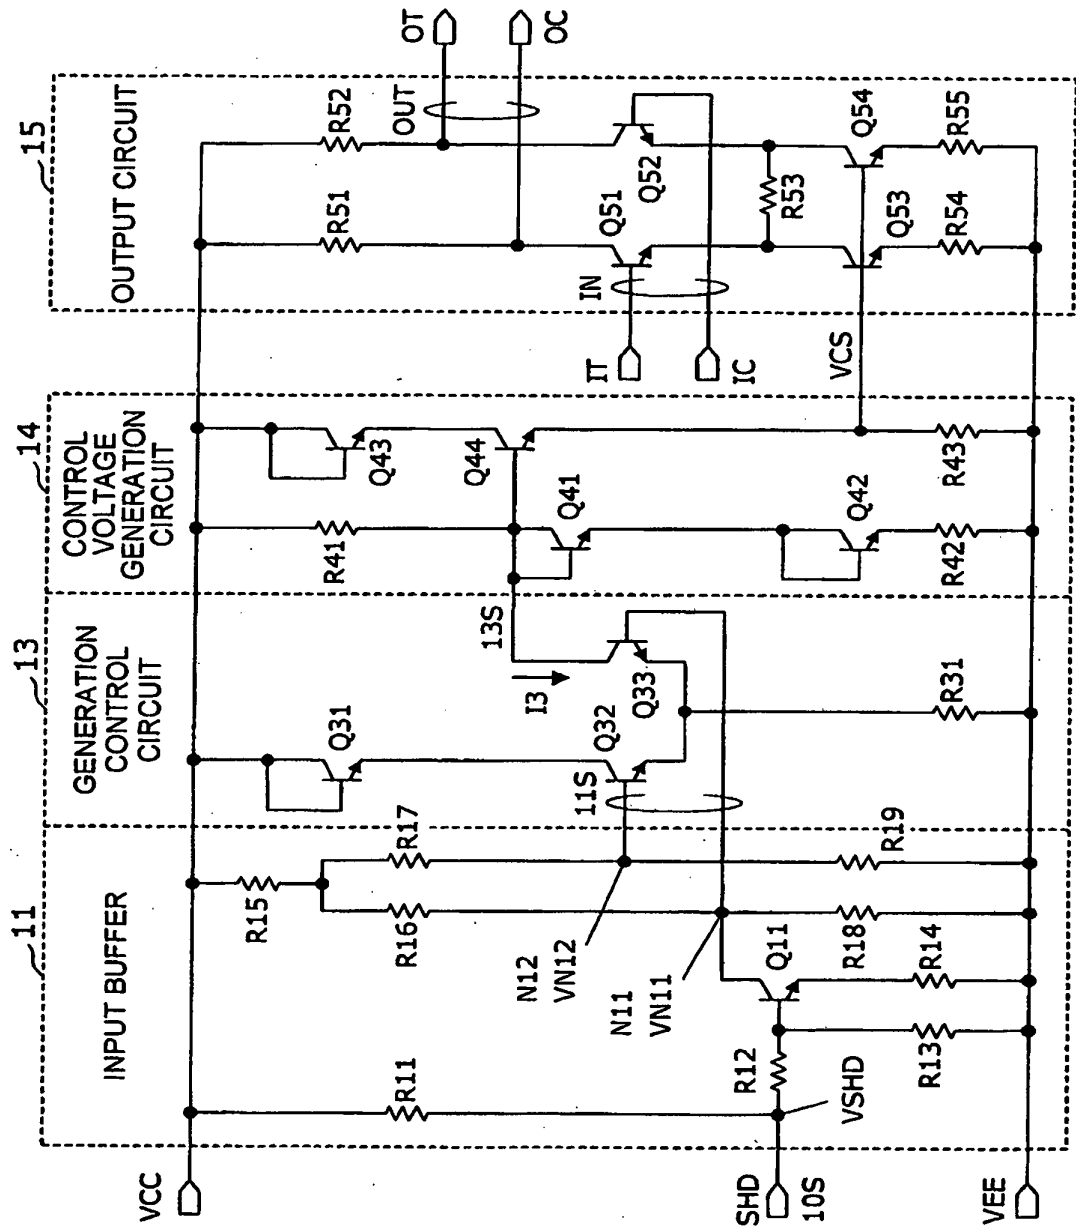 11
13
14
15
INPUT BUFFER
GENERATION
CONTROL
CIRCUIT
CONTROL
VOLTAGE
GENERATION
CIRCUIT
OUTPUT CIRCUIT
VCC
SHD
10S
VEE
R11
R12
VSHD
R13
R14
Q11
R15
R16
R17
R18
R19
N12
VN12
N11
VN11
11S
Q31
Q32
Q33
I3
13S
R31
R41
Q41
Q42
R42
Q43
Q44
R43
VCS
IT
IC
IN
R51
R52
Q51
Q52
R53
Q53
Q54
R54
R55
OUT
OT
OC